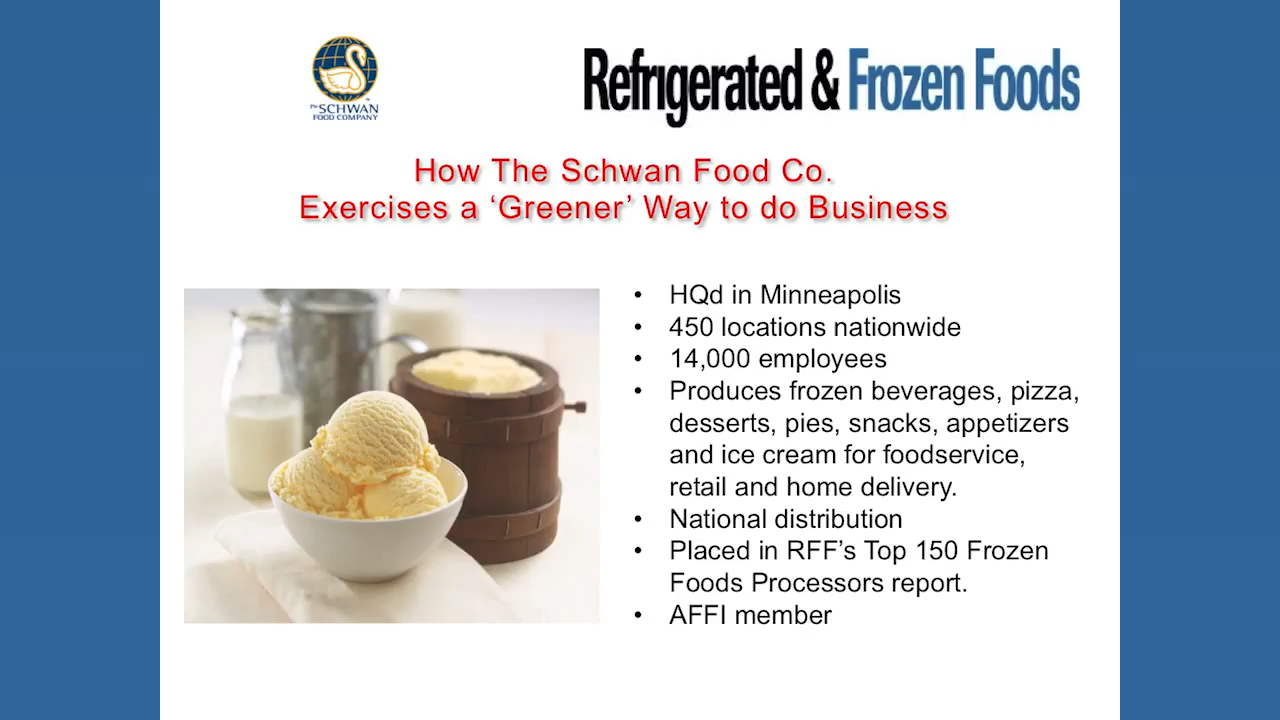 The SCHWAN
FOOD COMPANY
Refrigerated & Frozen Foods
How The Schwan Food Co.
Exercises a ‘Greener’ Way to do Business
• HQd in Minneapolis
• 450 locations nationwide
• 14,000 employees
• Produces frozen beverages, pizza,
desserts, pies, snacks, appetizers
and ice cream for foodservice,
retail and home delivery.
• National distribution
• Placed in RFF’s Top 150 Frozen
Foods Processors report.
• AFFI member